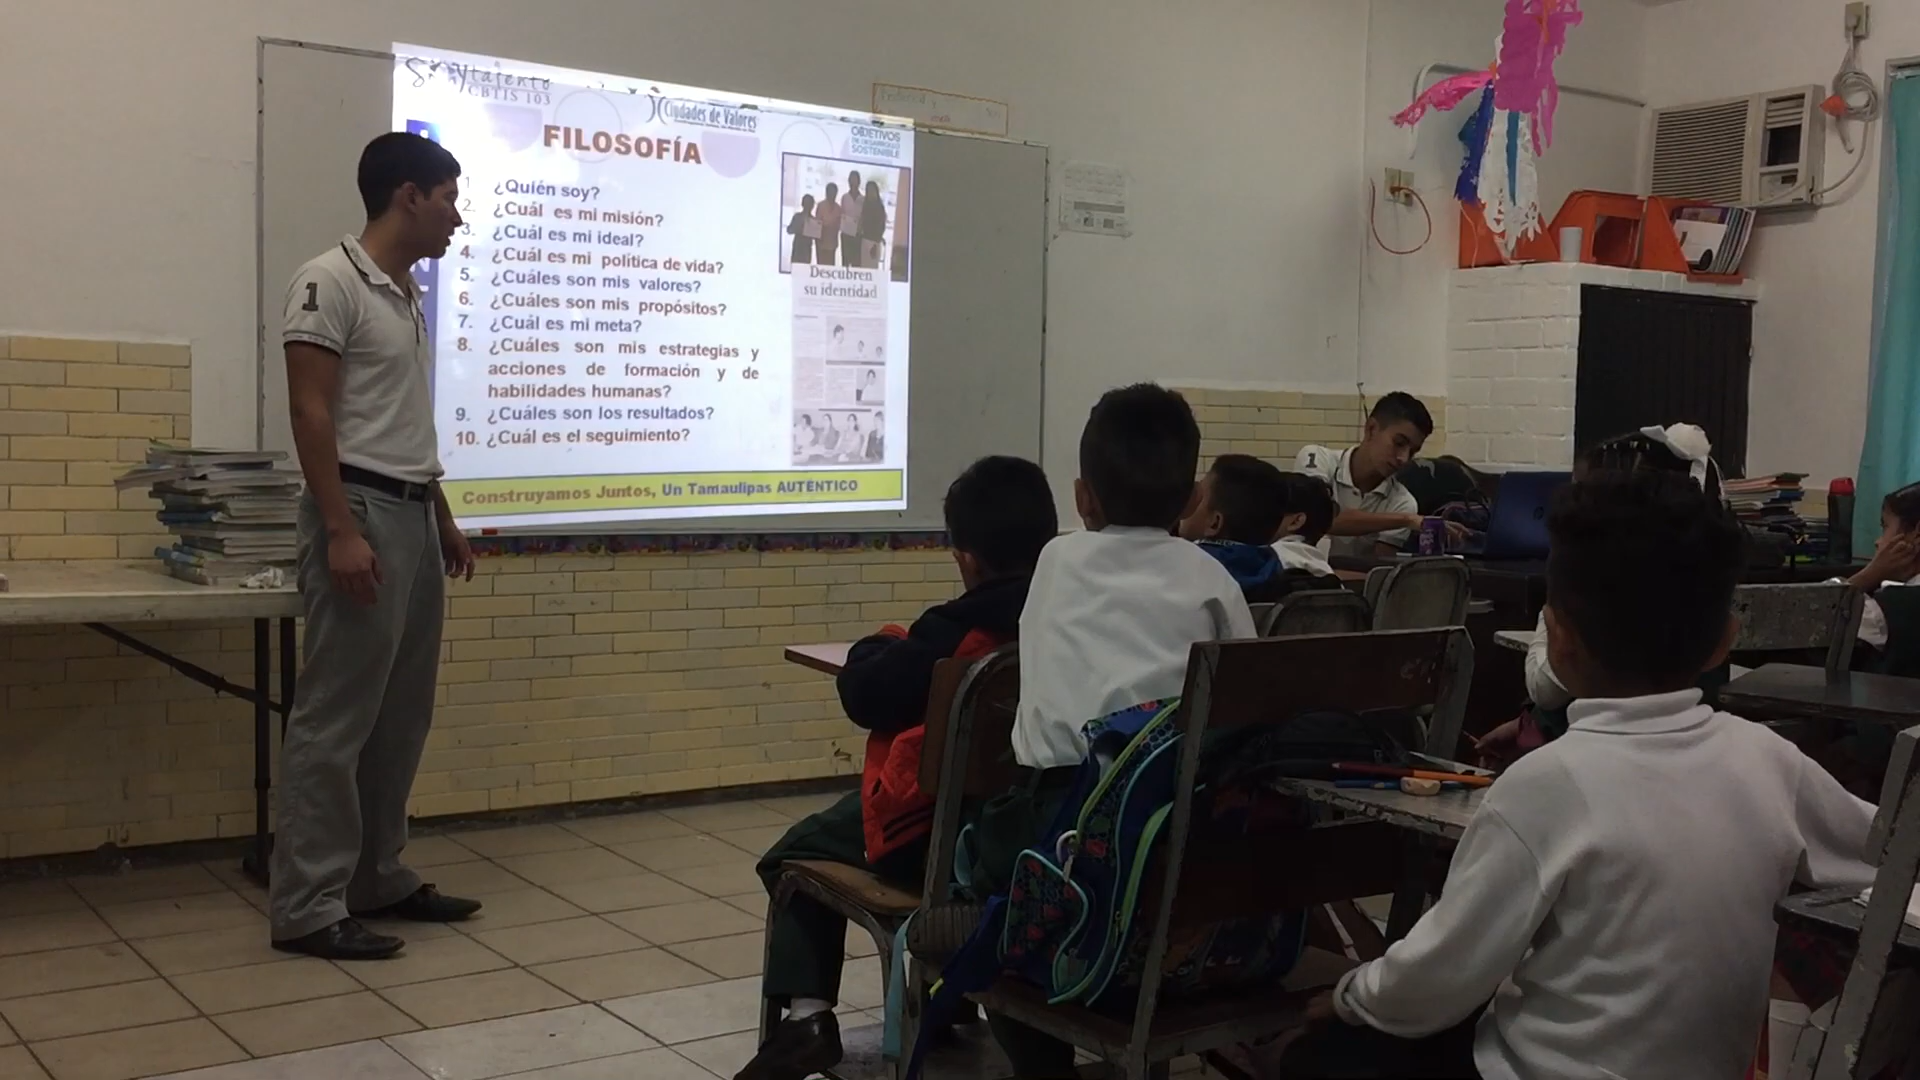 Soy talento
CBTIS 103
Ciudades de Valores
OBJETIVOS
DE DESARROLLO
SOSTENIBLE
FILOSOFÍA
1 ¿Quién soy?
2. ¿Cuál es mi misión?
3. ¿Cuál es mi ideal?
4. ¿Cuál es mi política de vida?
5. ¿Cuáles son mis valores?
6. ¿Cuáles son mis propósitos?
7. ¿Cuál es mi meta?
8. ¿Cuáles son mis estrategias y
acciones de formación y de
habilidades humanas?
9. ¿Cuáles son los resultados?
10. ¿Cuál es el seguimiento?
Descubren
su identidad
Construyamos Juntos, Un Tamaulipas AUTÉNTICO
1
1